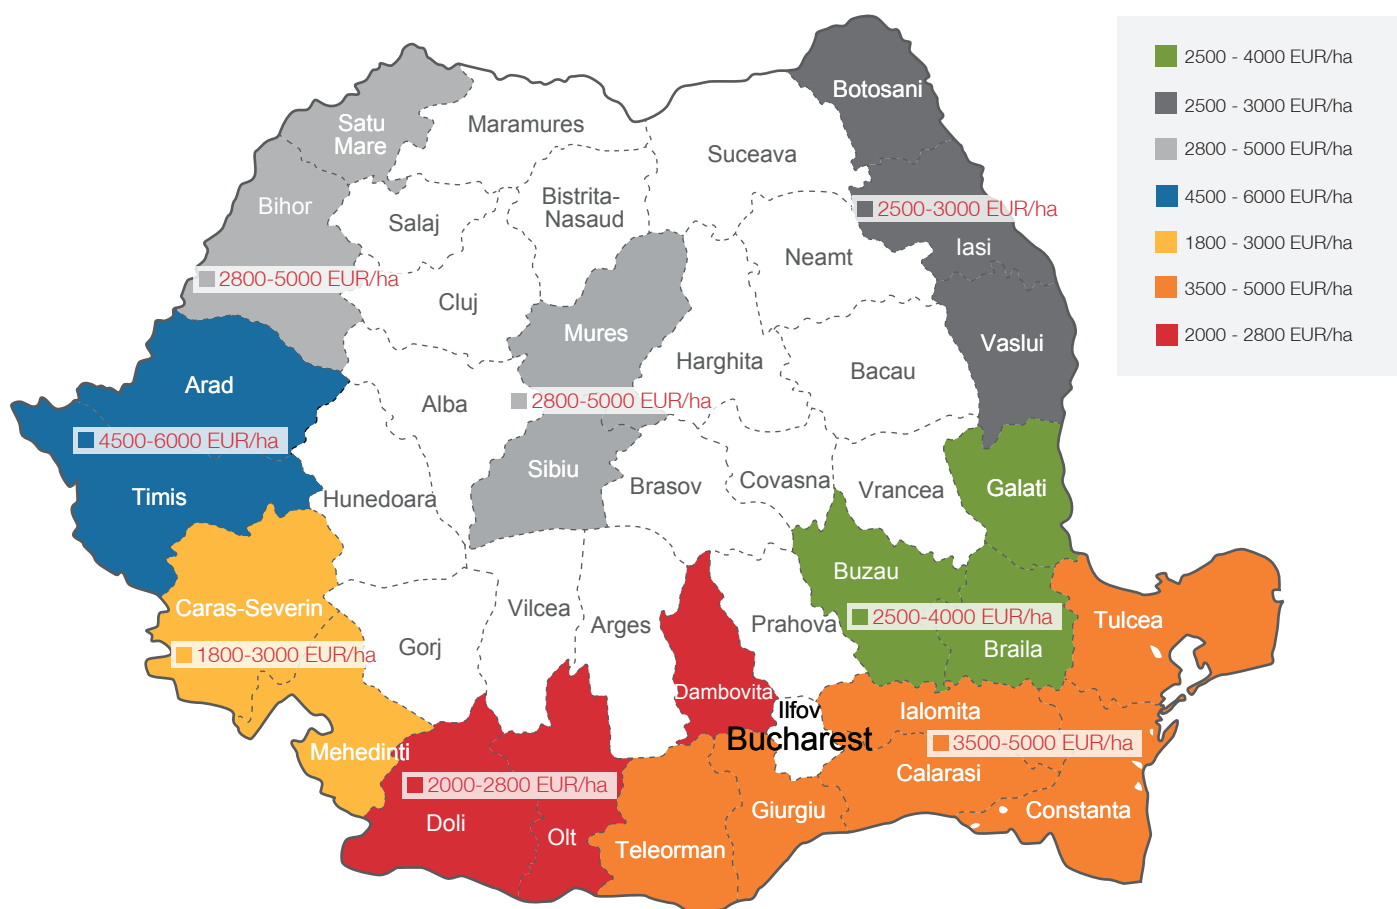 2500 - 4000 EUR/ha
2500 - 3000 EUR/ha
2800 - 5000 EUR/ha
4500 - 6000 EUR/ha
1800 - 3000 EUR/ha
3500 - 5000 EUR/ha
2000 - 2800 EUR/ha
Botosani
Satu
Mare
Maramures
Suceava
Bihor
Salaj
Bistrita-
Nasaud
2500-3000 EUR/ha
Iasi
Neamt
2800-5000 EUR/ha
Cluj
Mures
Harghita
Vaslui
Bacau
Arad
Alba
2800-5000 EUR/ha
4500-6000 EUR/ha
Timis
Hunedoara
Sibiu
Brasov
Covasna
Vrancea
Galati
Buzau
Caras-Severin
Vilcea
Arges
Prahova
2500-4000 EUR/ha
Tulcea
1800-3000 EUR/ha
Gorj
Braila
Dambovita
Ilfov
Ialomita
Bucharest
3500-5000 EUR/ha
Mehedinti
2000-2800 EUR/ha
Calarasi
Giurgiu
Constanta
Doli
Olt
Teleorman